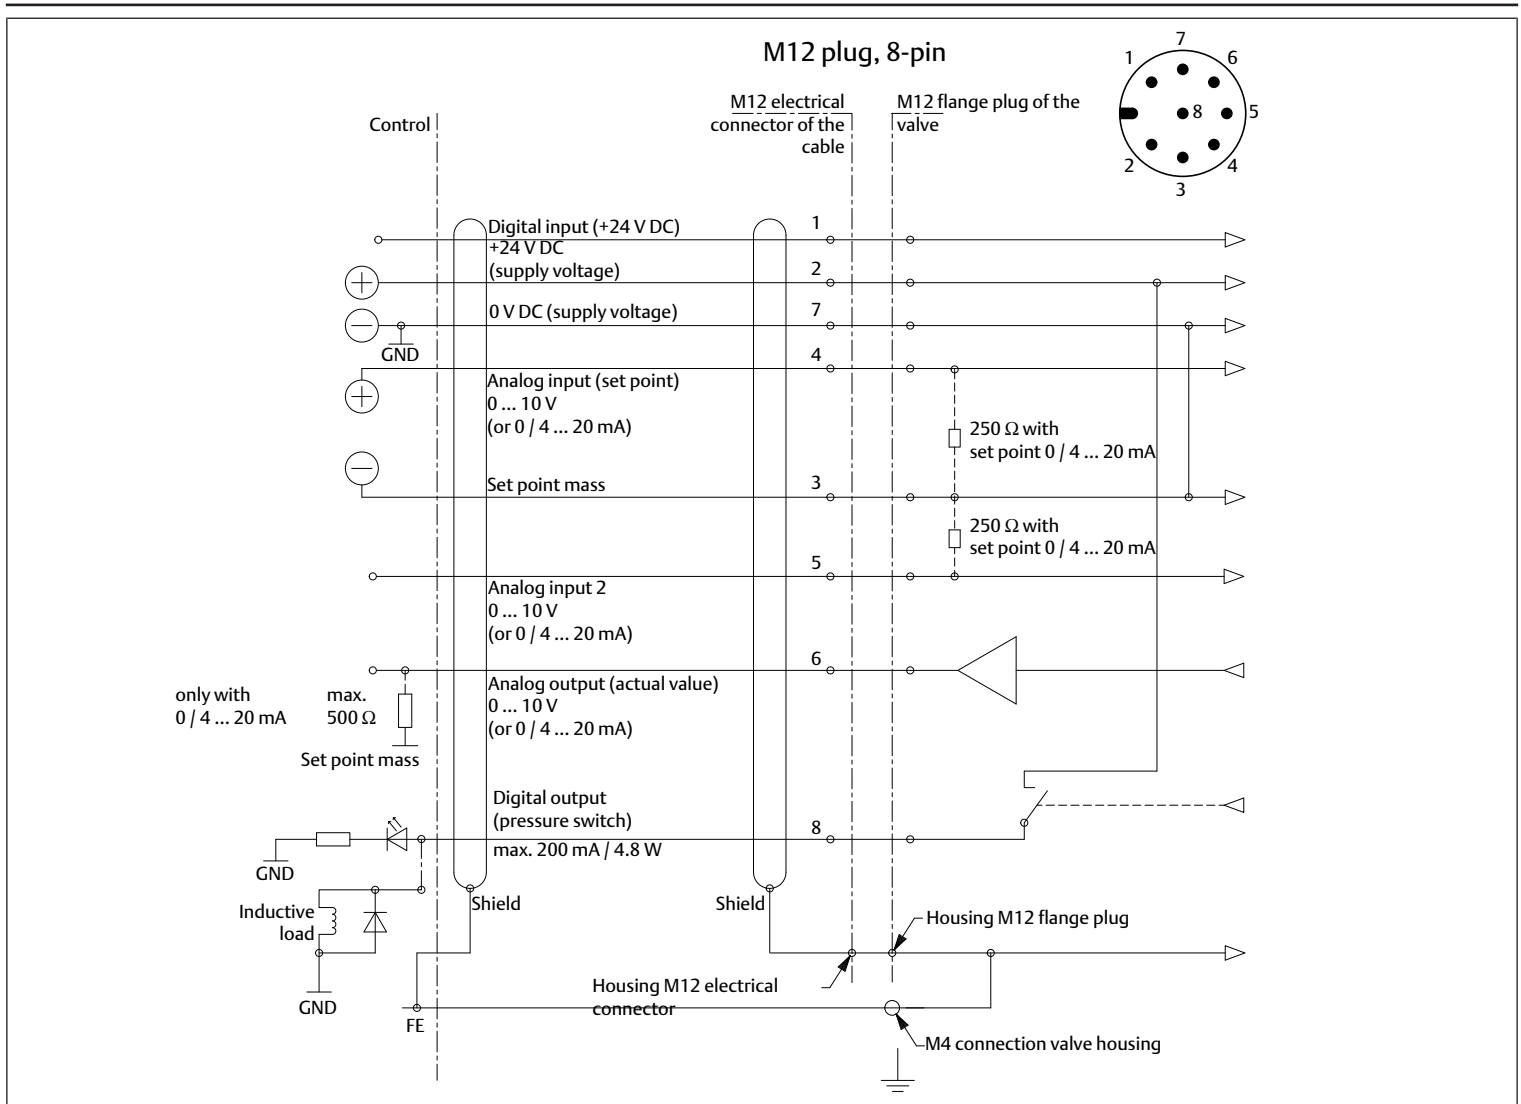 M12 plug, 8-pin
7
1
6
8
5
2
4
3
Control
M12 electrical
connector of the
cable
M12 flange plug of the
valve
Digital input (+24 V DC)
1
+24 V DC
(supply voltage)
2
0 V DC (supply voltage)
7
GND
4
Analog input (set point)
0 ... 10 V
(or 0 / 4 ... 20 mA)
250 Ω with
set point 0 / 4 ... 20 mA
Set point mass
3
250 Ω with
set point 0 / 4 ... 20 mA
5
Analog input 2
0 ... 10 V
(or 0 / 4 ... 20 mA)
6
Analog output (actual value)
0 ... 10 V
(or 0 / 4 ... 20 mA)
only with
0 / 4 ... 20 mA
max.
500 Ω
Set point mass
Digital output
(pressure switch)
8
max. 200 mA / 4.8 W
GND
Inductive
load
GND
Shield
Shield
Housing M12 flange plug
Housing M12 electrical
connector
FE
M4 connection valve housing